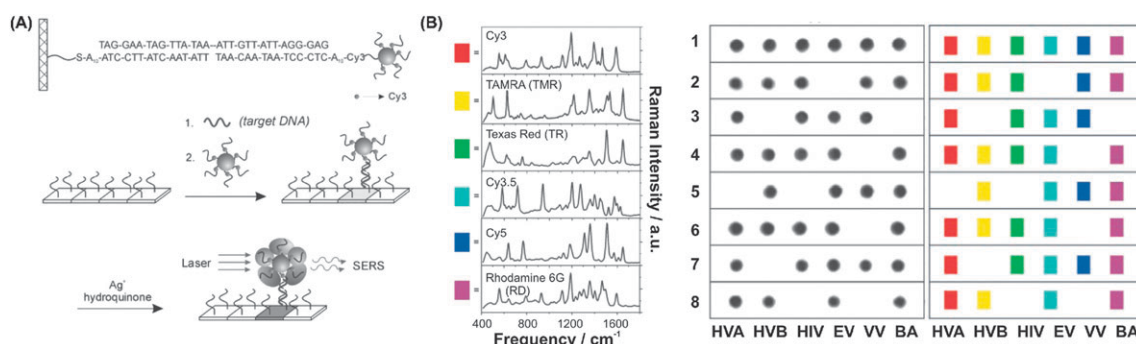 (A)
TAG-GAA-TAG-TTA-TAA--ATT-GTT-ATT-AGG-GAG
S-A₁₀-ATC-CTT-ATC-AAT-ATT TAA-CAA-TAA-TCC-CTC-A₁₀-Cy3
Cy3
1. (target DNA)
2.
Laser
SERS
Ag⁺
hydroquinone
(B)
Cy3
TAMRA (TMR)
Texas Red (TR)
Cy3.5
Cy5
Rhodamine 6G
(RD)
400 800 1200 1600
Frequency / cm⁻¹
Raman Intensity / a.u.
1
2
3
4
5
6
7
8
HVA HVB HIV EV VV BA
HVA HVB HIV EV VV BA